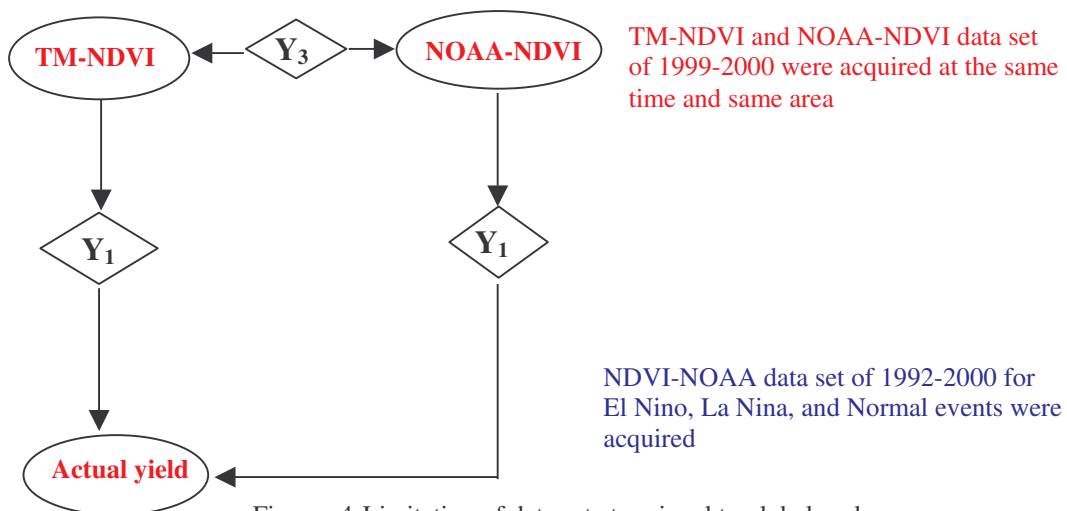 TM-NDVI
Y3
NOAA-NDVI
TM-NDVI and NOAA-NDVI data set
of 1999-2000 were acquired at the same
time and same area
Y1
Y1
NDVI-NOAA data set of 1992-2000 for
El Nino, La Nina, and Normal events were
acquired
Actual yield